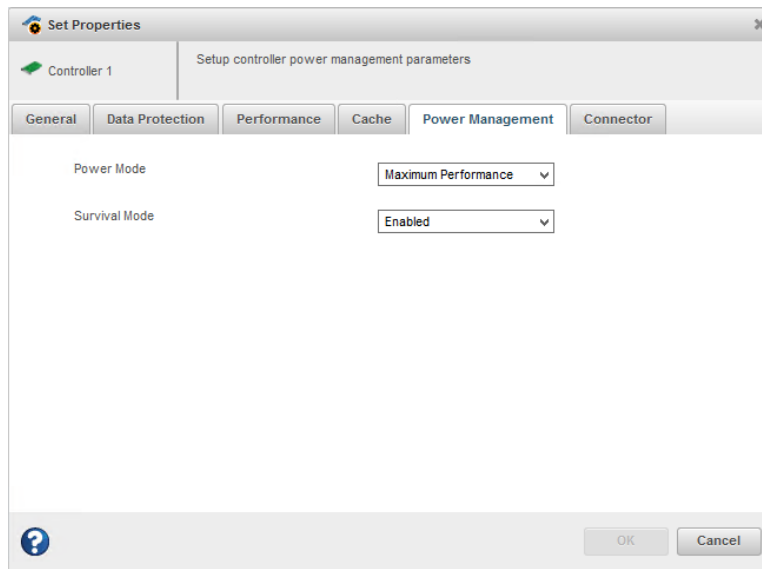 Set Properties
Controller 1
Setup controller power management parameters
General Data Protection Performance Cache Power Management Connector
Power Mode Maximum Performance
Survival Mode Enabled
? OK Cancel